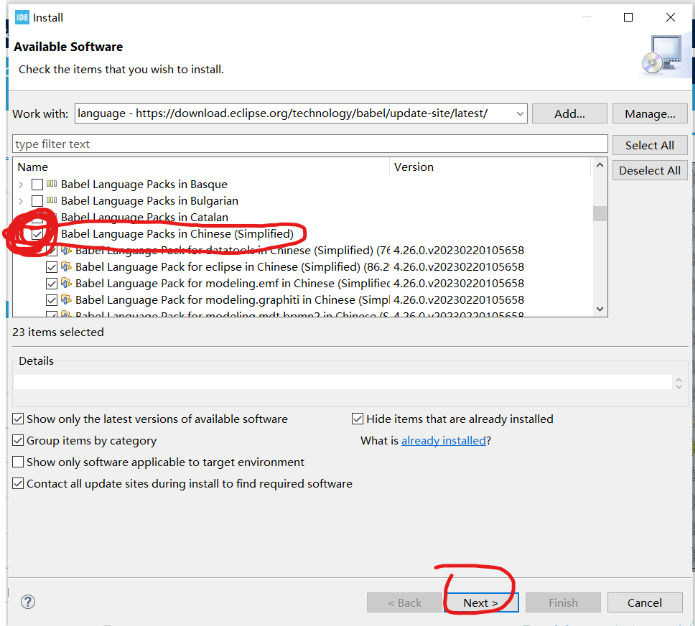 IDE Install
Available Software
Check the items that you wish to install.
Work with: language - https://download.eclipse.org/technology/babel/update-site/latest/ Add... Manage...
type filter text Select All
Name Version Deselect All
Babel Language Packs in Basque
Babel Language Packs in Bulgarian
Babel Language Packs in Catalan
Babel Language Packs in Chinese (Simplified)
Babel Language Pack for datatools in Chinese (Simplified) (76 4.26.0.v20230220105658
Babel Language Pack for eclipse in Chinese (Simplified) (86.2 4.26.0.v20230220105658
Babel Language Pack for modeling.emf in Chinese (Simplified 4.26.0.v20230220105658
Babel Language Pack for modeling.graphiti in Chinese (Simpl 4.26.0.v20230220105658
Babel Language Pack for modeling.mdt.bpmn2 in Chinese (S 4.26.0.v20230220105658
23 items selected
Details
Show only the latest versions of available software Hide items that are already installed
Group items by category What is already installed?
Show only software applicable to target environment
Contact all update sites during install to find required software
? < Back Next > Finish Cancel